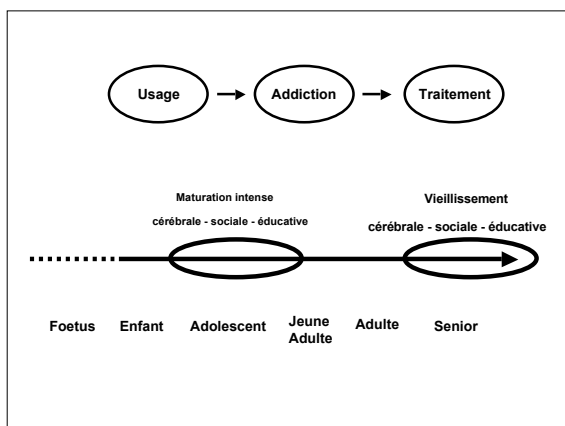 Usage
Addiction
Traitement
Maturation intense
cérébrale - sociale - éducative
Vieillissement
cérébrale - sociale - éducative
Foetus
Enfant
Adolescent
Jeune
Adulte
Adulte
Senior